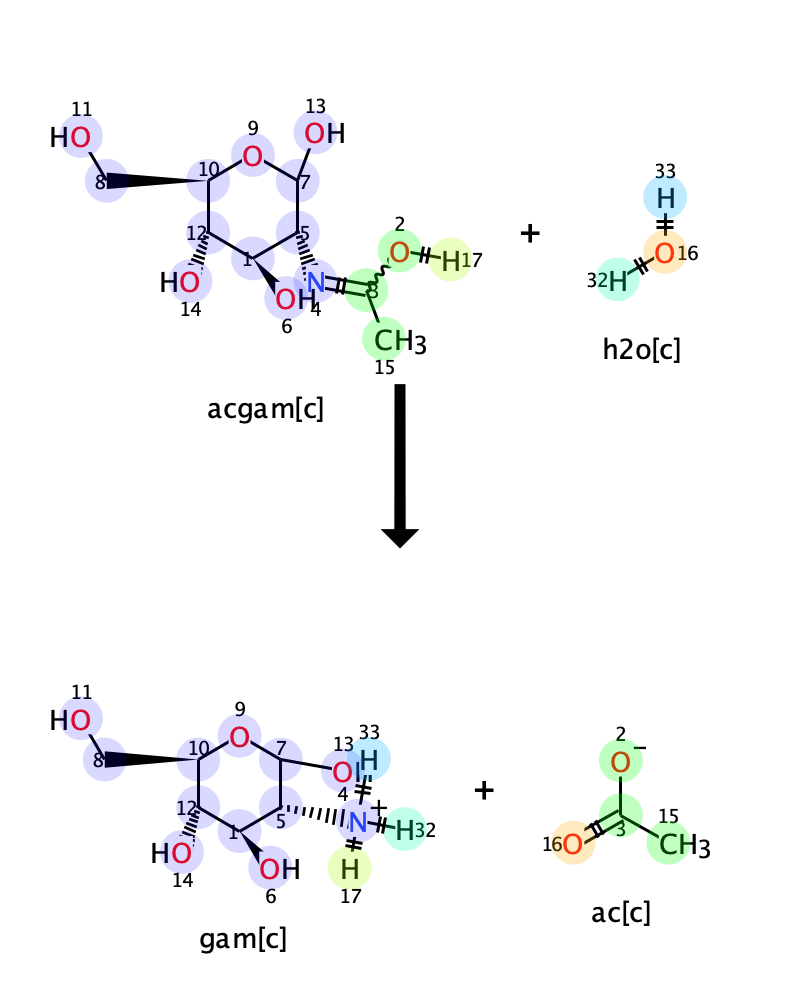 11
13
HO
OH
9
O
10
8
7
33
H
12
5
2
O
H17
+
O16
1
HO
N
3
32H
OH
4
14
6
CH3
15
h2o[c]
acgam[c]
11
HO
9
O
33
H
13
O
2
O−
10
7
8
4
+
+
12
5
N
H32
15
3
1
16O
CH3
HO
OH
H
14
6
17
ac[c]
gam[c]